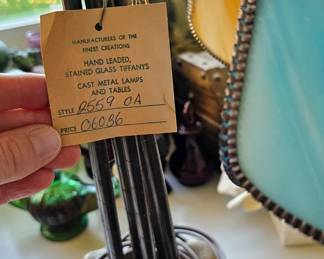 MANUFACTURERS OF THE
FINEST CREATIONS
HAND LEADED,
STAINED GLASS TIFFANYS
CAST METAL LAMPS
AND TABLES
STYLE R559 OA
PRICE 06086